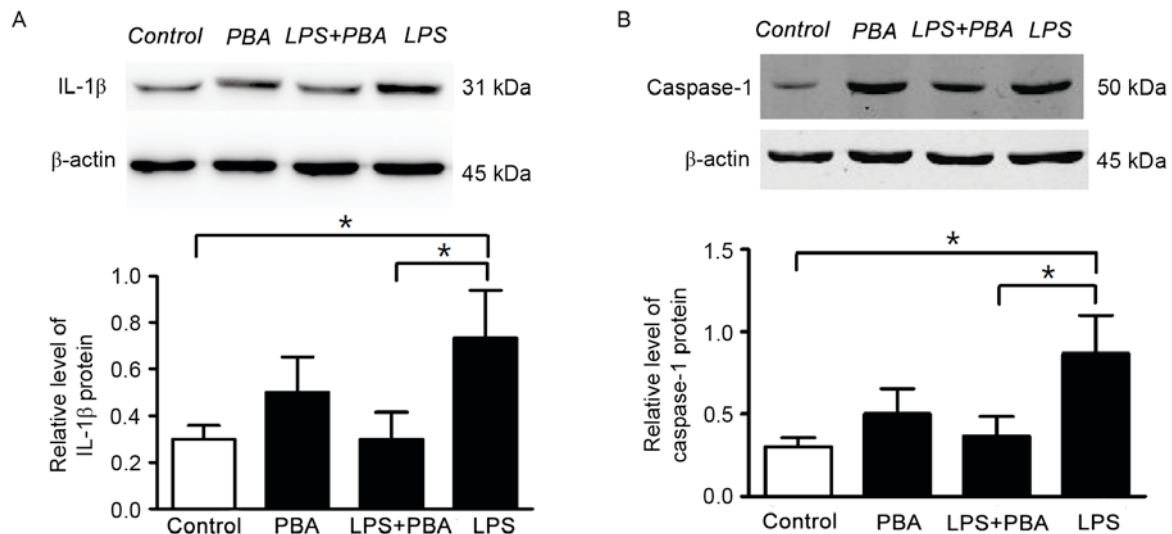 A
Control PBA LPS+PBA LPS
IL-1β 31 kDa
β-actin 45 kDa
* 
*
Relative level of
IL-1β protein
1.0
0.8
0.6
0.4
0.2
0.0
Control PBA LPS+PBA LPS
B
Control PBA LPS+PBA LPS
Caspase-1 50 kDa
β-actin 45 kDa
*
*
Relative level of
caspase-1 protein
1.5
1.0
0.5
0.0
Control PBA LPS+PBA LPS